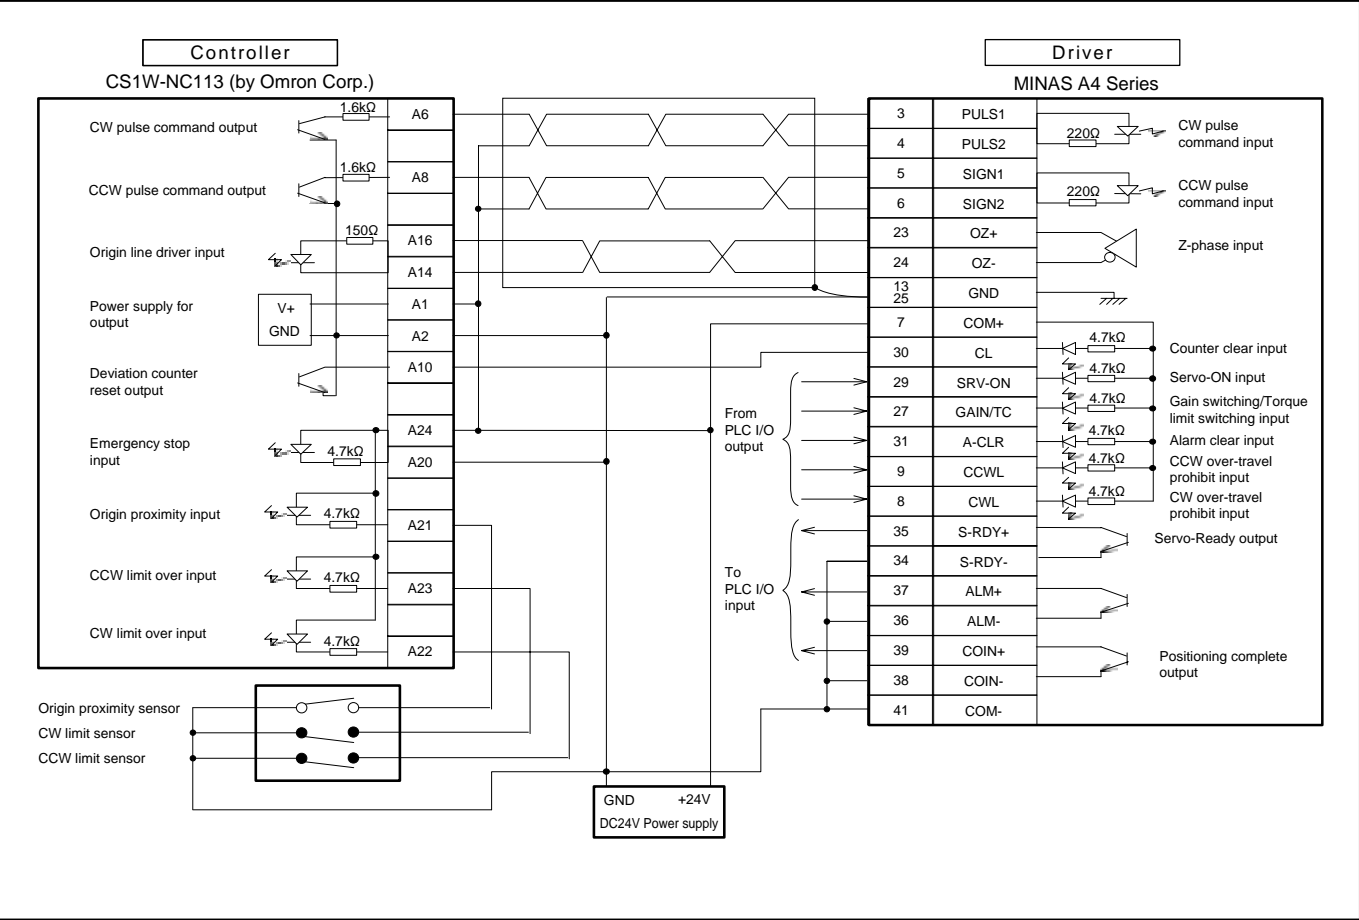 Controller
CS1W-NC113 (by Omron Corp.)
Driver
MINAS A4 Series
CW pulse command output
1.6kΩ
A6
CCW pulse command output
1.6kΩ
A8
Origin line driver input
150Ω
A16
A14
Power supply for
output
V+
GND
A1
A2
Deviation counter
reset output
A10
Emergency stop
input
4.7kΩ
A24
A20
Origin proximity input
4.7kΩ
A21
CCW limit over input
4.7kΩ
A23
CW limit over input
4.7kΩ
A22
Origin proximity sensor
CW limit sensor
CCW limit sensor
GND +24V
DC24V Power supply
From
PLC I/O
output
To
PLC I/O
input
3 PULS1
4 PULS2
220Ω
CW pulse
command input
5 SIGN1
6 SIGN2
220Ω
CCW pulse
command input
23 OZ+
24 OZ-
Z-phase input
13
25
GND
7 COM+
30 CL
4.7kΩ
Counter clear input
29 SRV-ON
4.7kΩ
Servo-ON input
27 GAIN/TC
4.7kΩ
Gain switching/Torque
limit switching input
31 A-CLR
4.7kΩ
Alarm clear input
9 CCWL
4.7kΩ
CCW over-travel
prohibit input
8 CWL
4.7kΩ
CW over-travel
prohibit input
35 S-RDY+
34 S-RDY-
Servo-Ready output
37 ALM+
36 ALM-
39 COIN+
38 COIN-
Positioning complete
output
41 COM-